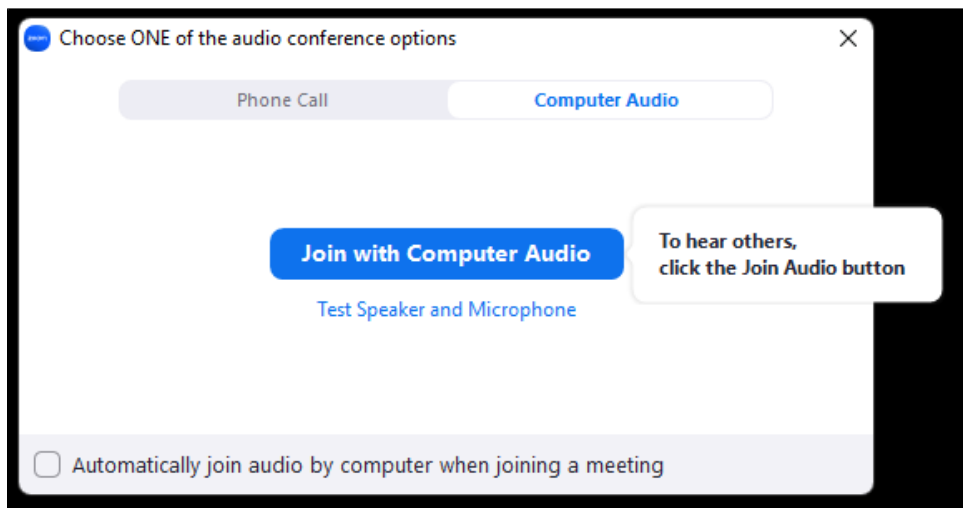 Choose ONE of the audio conference options
Phone Call
Computer Audio
Join with Computer Audio
To hear others,
click the Join Audio button
Test Speaker and Microphone
Automatically join audio by computer when joining a meeting